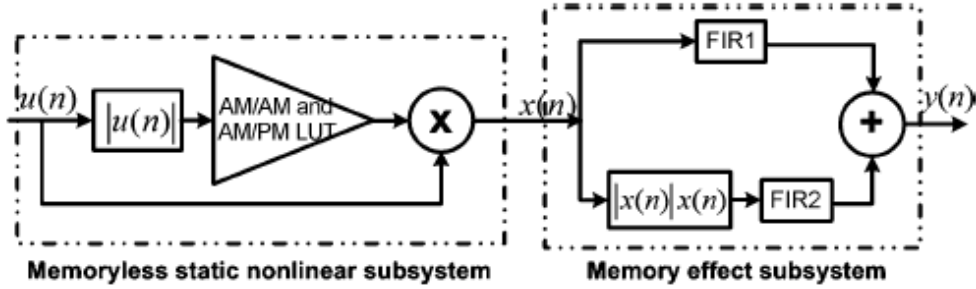 u(n)
|u(n)|
AM/AM and
AM/PM LUT
x
x(n)
FIR1
|x(n)|x(n)
FIR2
+
y(n)
Memoryless static nonlinear subsystem
Memory effect subsystem